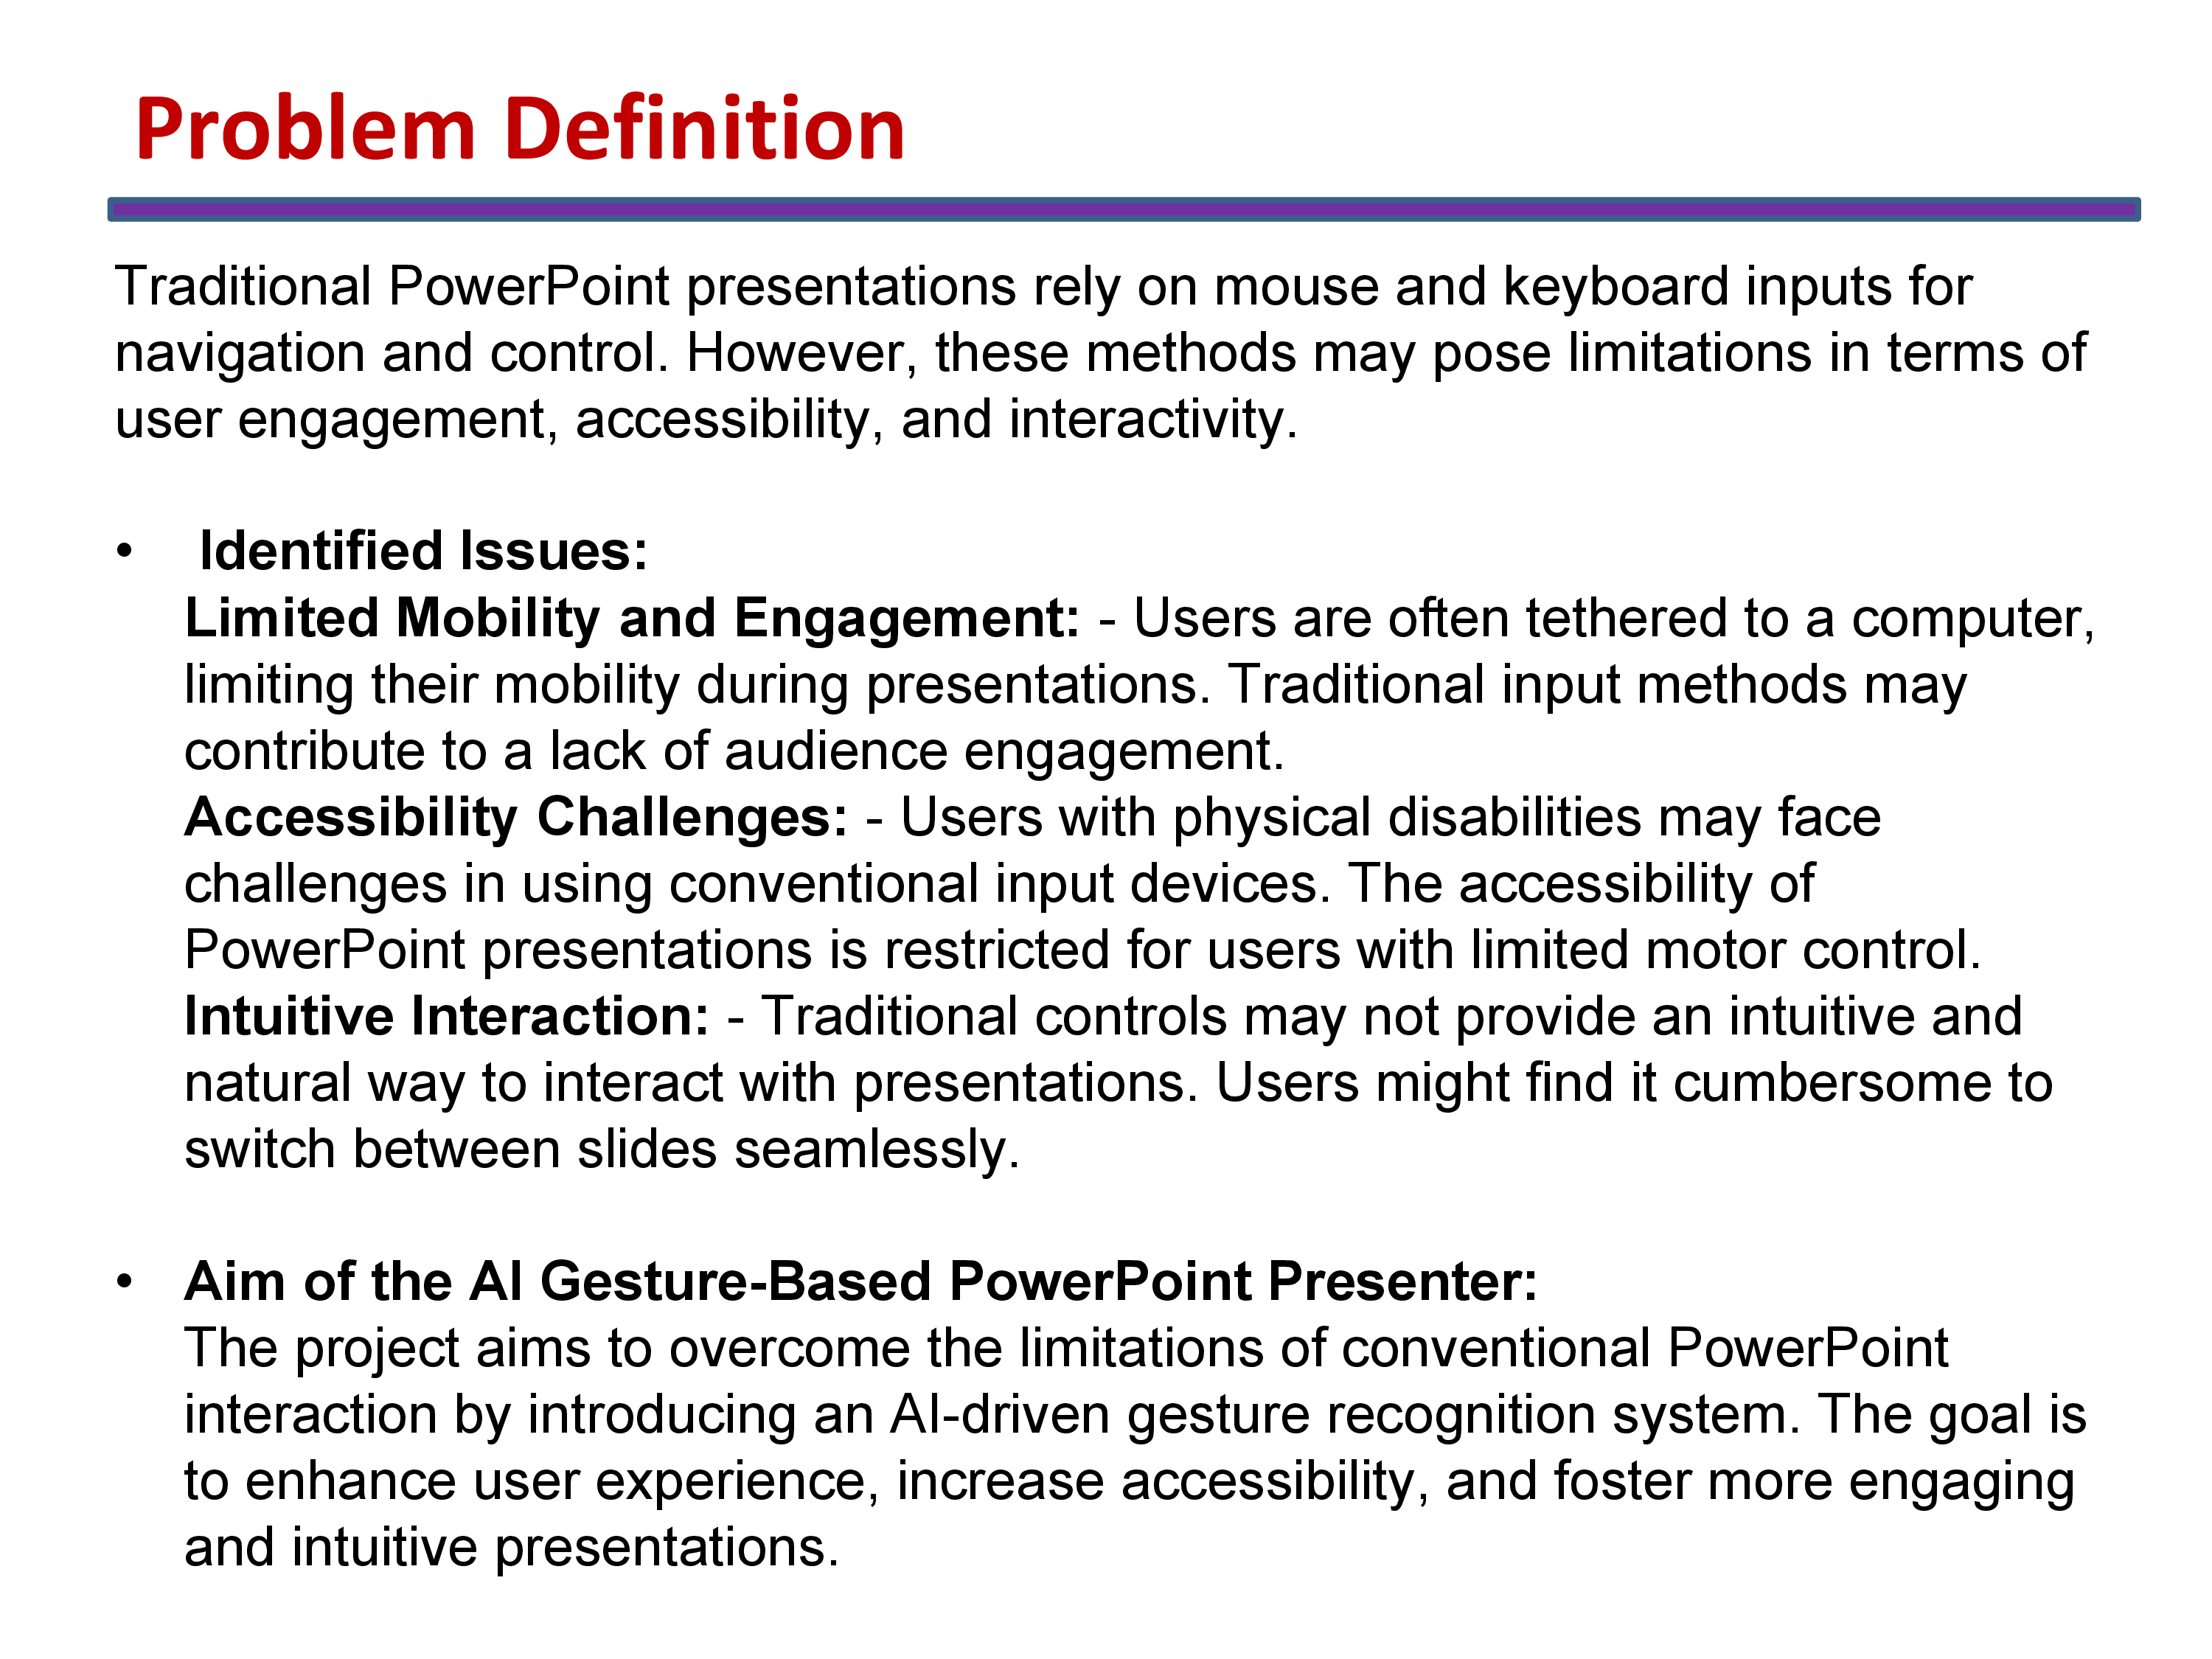 Problem Definition
Traditional PowerPoint presentations rely on mouse and keyboard inputs for
navigation and control. However, these methods may pose limitations in terms of
user engagement, accessibility, and interactivity.
• Identified Issues:
Limited Mobility and Engagement: - Users are often tethered to a computer,
limiting their mobility during presentations. Traditional input methods may
contribute to a lack of audience engagement.
Accessibility Challenges: - Users with physical disabilities may face
challenges in using conventional input devices. The accessibility of
PowerPoint presentations is restricted for users with limited motor control.
Intuitive Interaction: - Traditional controls may not provide an intuitive and
natural way to interact with presentations. Users might find it cumbersome to
switch between slides seamlessly.
• Aim of the AI Gesture-Based PowerPoint Presenter:
The project aims to overcome the limitations of conventional PowerPoint
interaction by introducing an AI-driven gesture recognition system. The goal is
to enhance user experience, increase accessibility, and foster more engaging
and intuitive presentations.